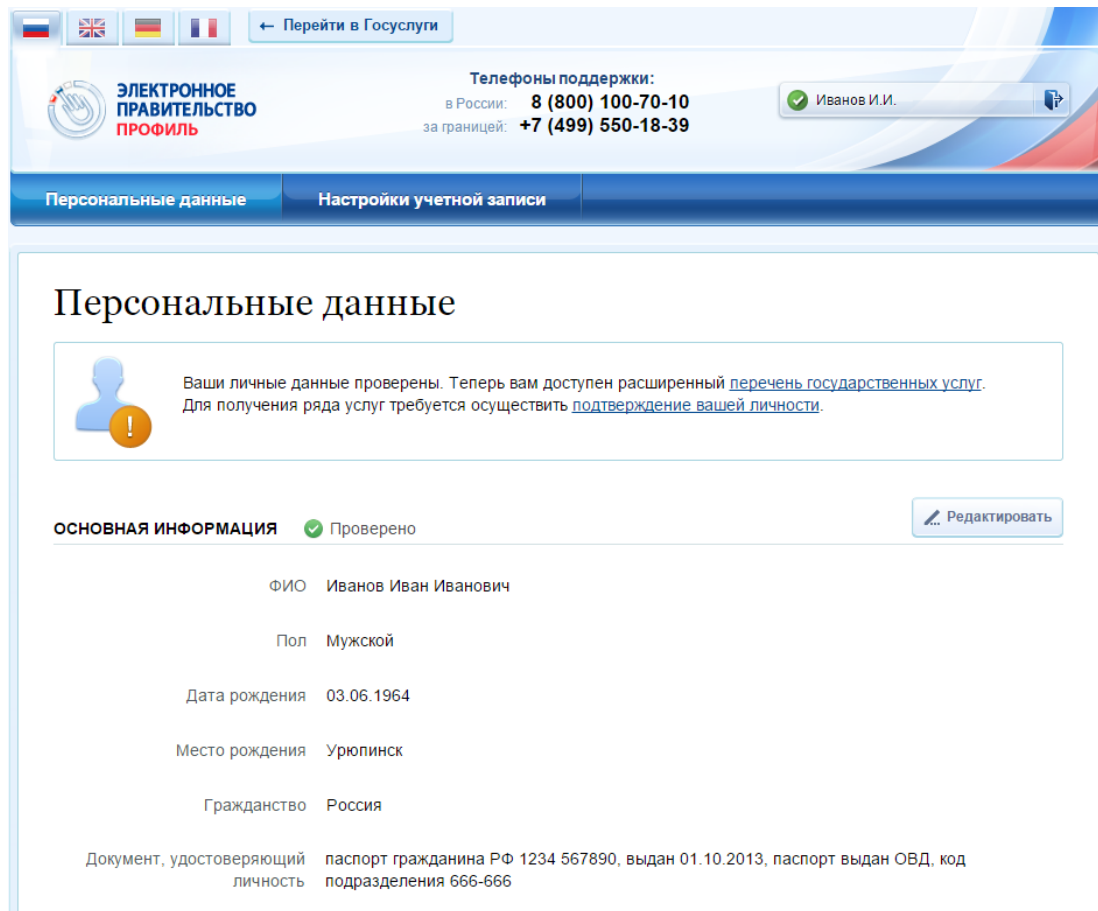 ← Перейти в Госуслуги
ЭЛЕКТРОННОЕ
ПРАВИТЕЛЬСТВО
ПРОФИЛЬ
Телефоны поддержки:
в России: 8 (800) 100-70-10
за границей: +7 (499) 550-18-39
Иванов И.И.
Персональные данные
Настройки учетной записи
Персональные данные
Ваши личные данные проверены. Теперь вам доступен расширенный перечень государственных услуг.
Для получения ряда услуг требуется осуществить подтверждение вашей личности.
ОСНОВНАЯ ИНФОРМАЦИЯ Проверено
Редактировать
ФИО Иванов Иван Иванович
Пол Мужской
Дата рождения 03.06.1964
Место рождения Урюпинск
Гражданство Россия
Документ, удостоверяющий личность
паспорт гражданина РФ 1234 567890, выдан 01.10.2013, паспорт выдан ОВД, код
подразделения 666-666